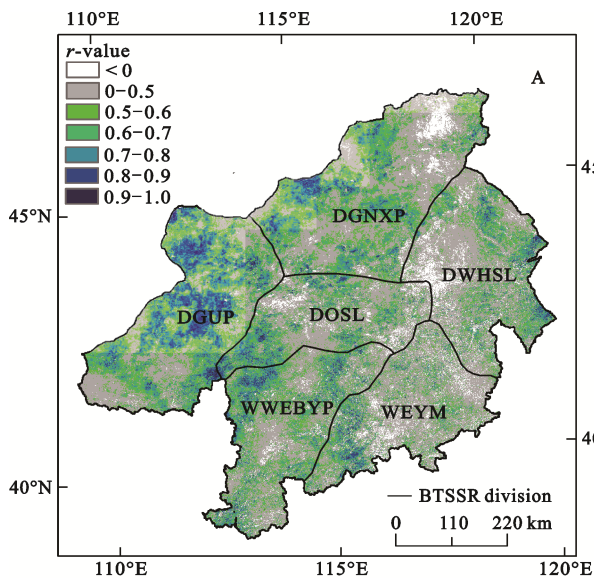 110°E 115°E 120°E
r-value
< 0
0−0.5
0.5−0.6
0.6−0.7
0.7−0.8
0.8−0.9
0.9−1.0
A
45°N
DGNXP
DWHSL
DGUP
DOSL
WWEBYP
WEYM
40°N
BTSSR division
0 110 220 km
110°E 115°E 120°E